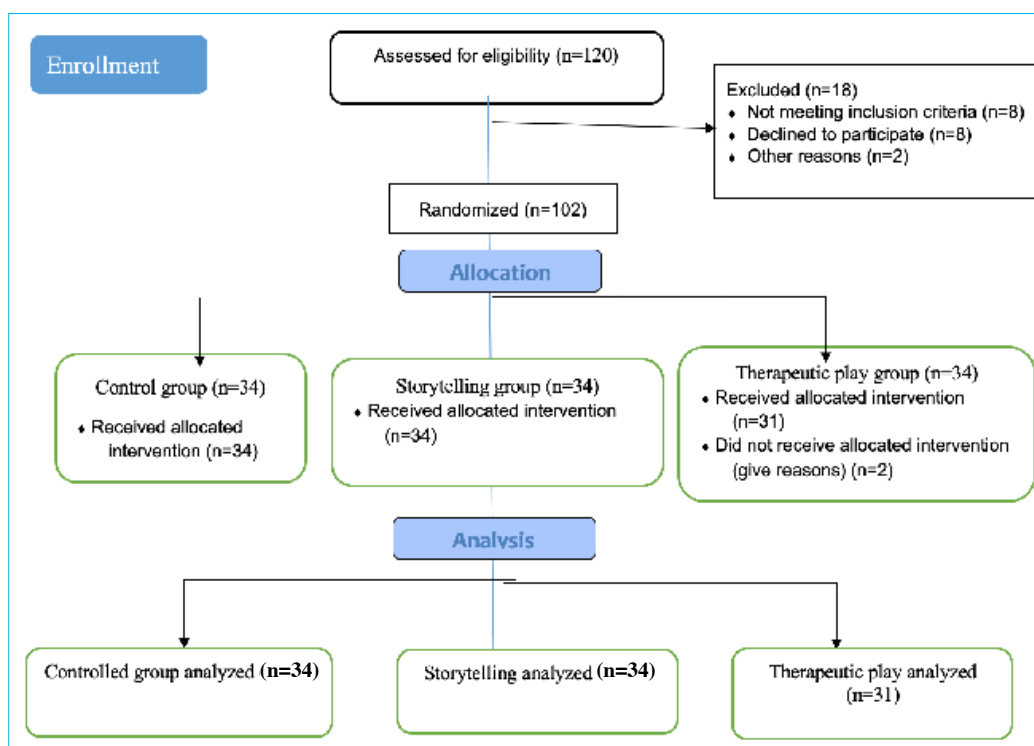 Enrollment
Assessed for eligibility (n=120)
Excluded (n=18)
♦ Not meeting inclusion criteria (n=8)
♦ Declined to participate (n=8)
♦ Other reasons (n=2)
Randomized (n=102)
Allocation
Control group (n=34)
♦ Received allocated
intervention (n=34)
Storytelling group (n=34)
♦ Received allocated intervention
(n=34)
Therapeutic play group (n=34)
♦ Received allocated intervention
(n=31)
♦ Did not receive allocated intervention
(give reasons) (n=2)
Analysis
Controlled group analyzed (n=34)
Storytelling analyzed (n=34)
Therapeutic play analyzed
(n=31)